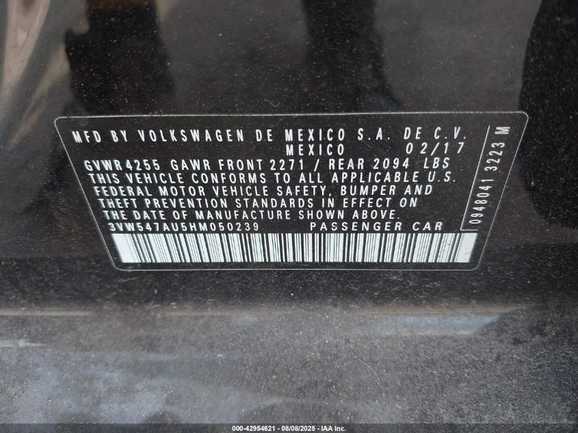 MFD BY VOLKSWAGEN DE MEXICO S.A. DE C.V.
MEXICO 02/17
GVWR 4255 GAWR FRONT 2271 / REAR 2094 LBS
THIS VEHICLE CONFORMS TO ALL APPLICABLE U.S.
FEDERAL MOTOR VEHICLE SAFETY, BUMPER AND
THEFT PREVENTION STANDARDS IN EFFECT ON
THE DATE OF MANUFACTURE SHOWN ABOVE.
3VW547AU5HM050239 PASSENGER CAR
0948041 3223 M
000-42954621 - 08/08/2025 - IAA Inc.